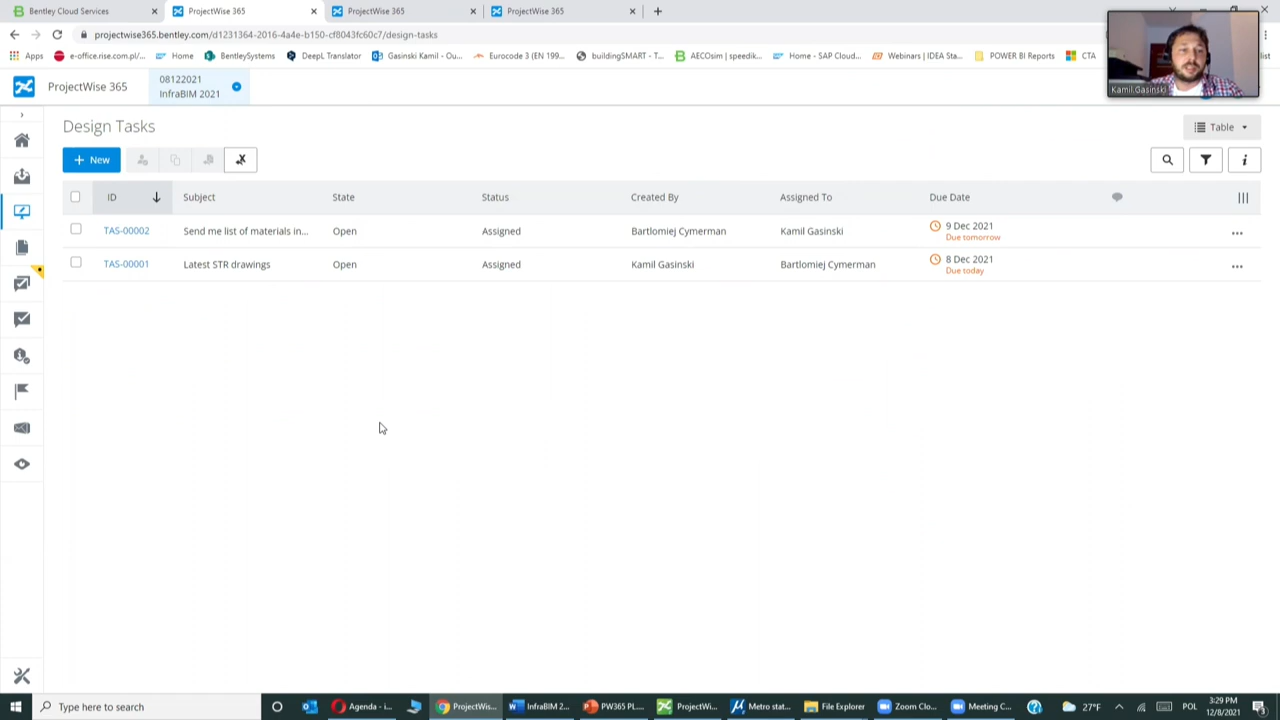 Bentley Cloud Services
ProjectWise 365
ProjectWise 365
ProjectWise 365
projectwise365.bentley.com/d1231364-2016-4a4e-b150-cf8043fc60c7/design-tasks
Apps
e-office.rise.com.pl/...
Home
BentleySystems
DeepL Translator
Gasinski Kamil - Ou...
Eurocode 3 (EN 199...
buildingSMART - T...
AECOsim | speedik...
Home - SAP Cloud...
Webinars | IDEA Sta...
POWER BI Reports
CTA
list
Kamil.Gasinski
ProjectWise 365
08122021
InfraBIM 2021
Design Tasks
Table
+ New
ID Subject State Status Created By Assigned To Due Date
TAS-00002 Send me list of materials in... Open Assigned Bartlomiej Cymerman Kamil Gasinski 9 Dec 2021
Due tomorrow
TAS-00001 Latest STR drawings Open Assigned Kamil Gasinski Bartlomiej Cymerman 8 Dec 2021
Due today
Type here to search
Agenda - i...
ProjectWis...
InfraBIM 2...
PW365 PL...
ProjectWi...
Metro stat...
File Explorer
Zoom Clo...
Meeting C...
27°F
POL
3:29 PM
12/8/2021